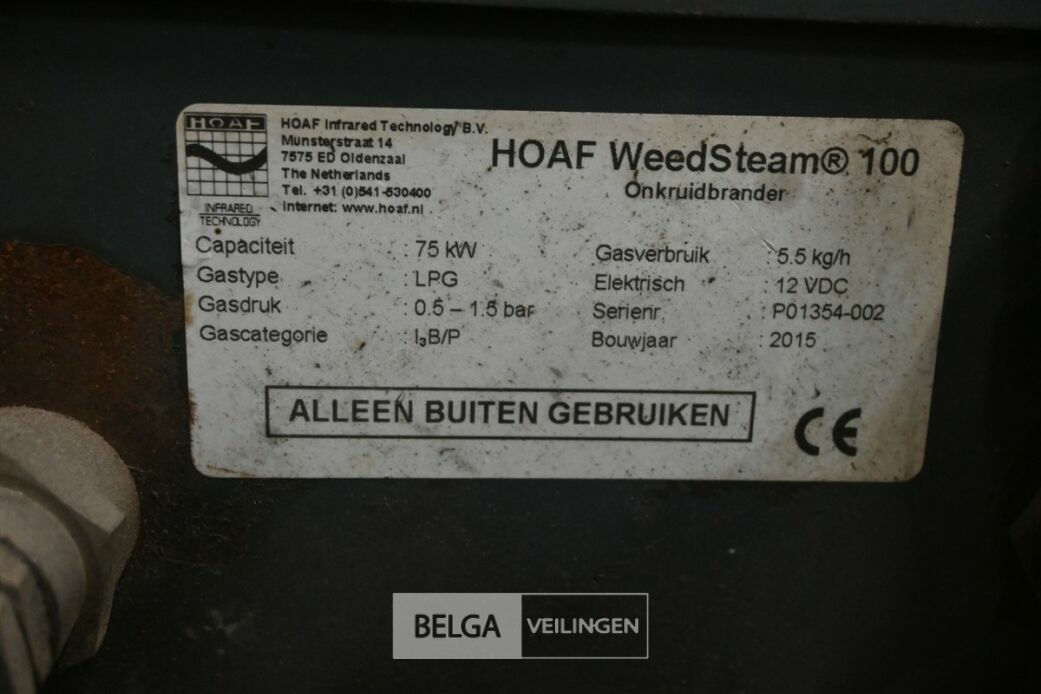 HOAF
INFRARED
TECHNOLOGY
HOAF Infrared Technology B.V.
Munsterstraat 14
7575 ED Oldenzaal
The Netherlands
Tel. +31 (0)541-530400
Internet: www.hoaf.nl
HOAF WeedSteam® 100
Onkruidbrander
Capaciteit : 75 kW
Gastype : LPG
Gasdruk : 0.5 – 1.5 bar
Gascategorie : I₃B/P
Gasverbruik : 5.5 kg/h
Elektrisch : 12 VDC
Serienr. : P01354-002
Bouwjaar : 2015
ALLEEN BUITEN GEBRUIKEN
CE
BELGA VEILINGEN